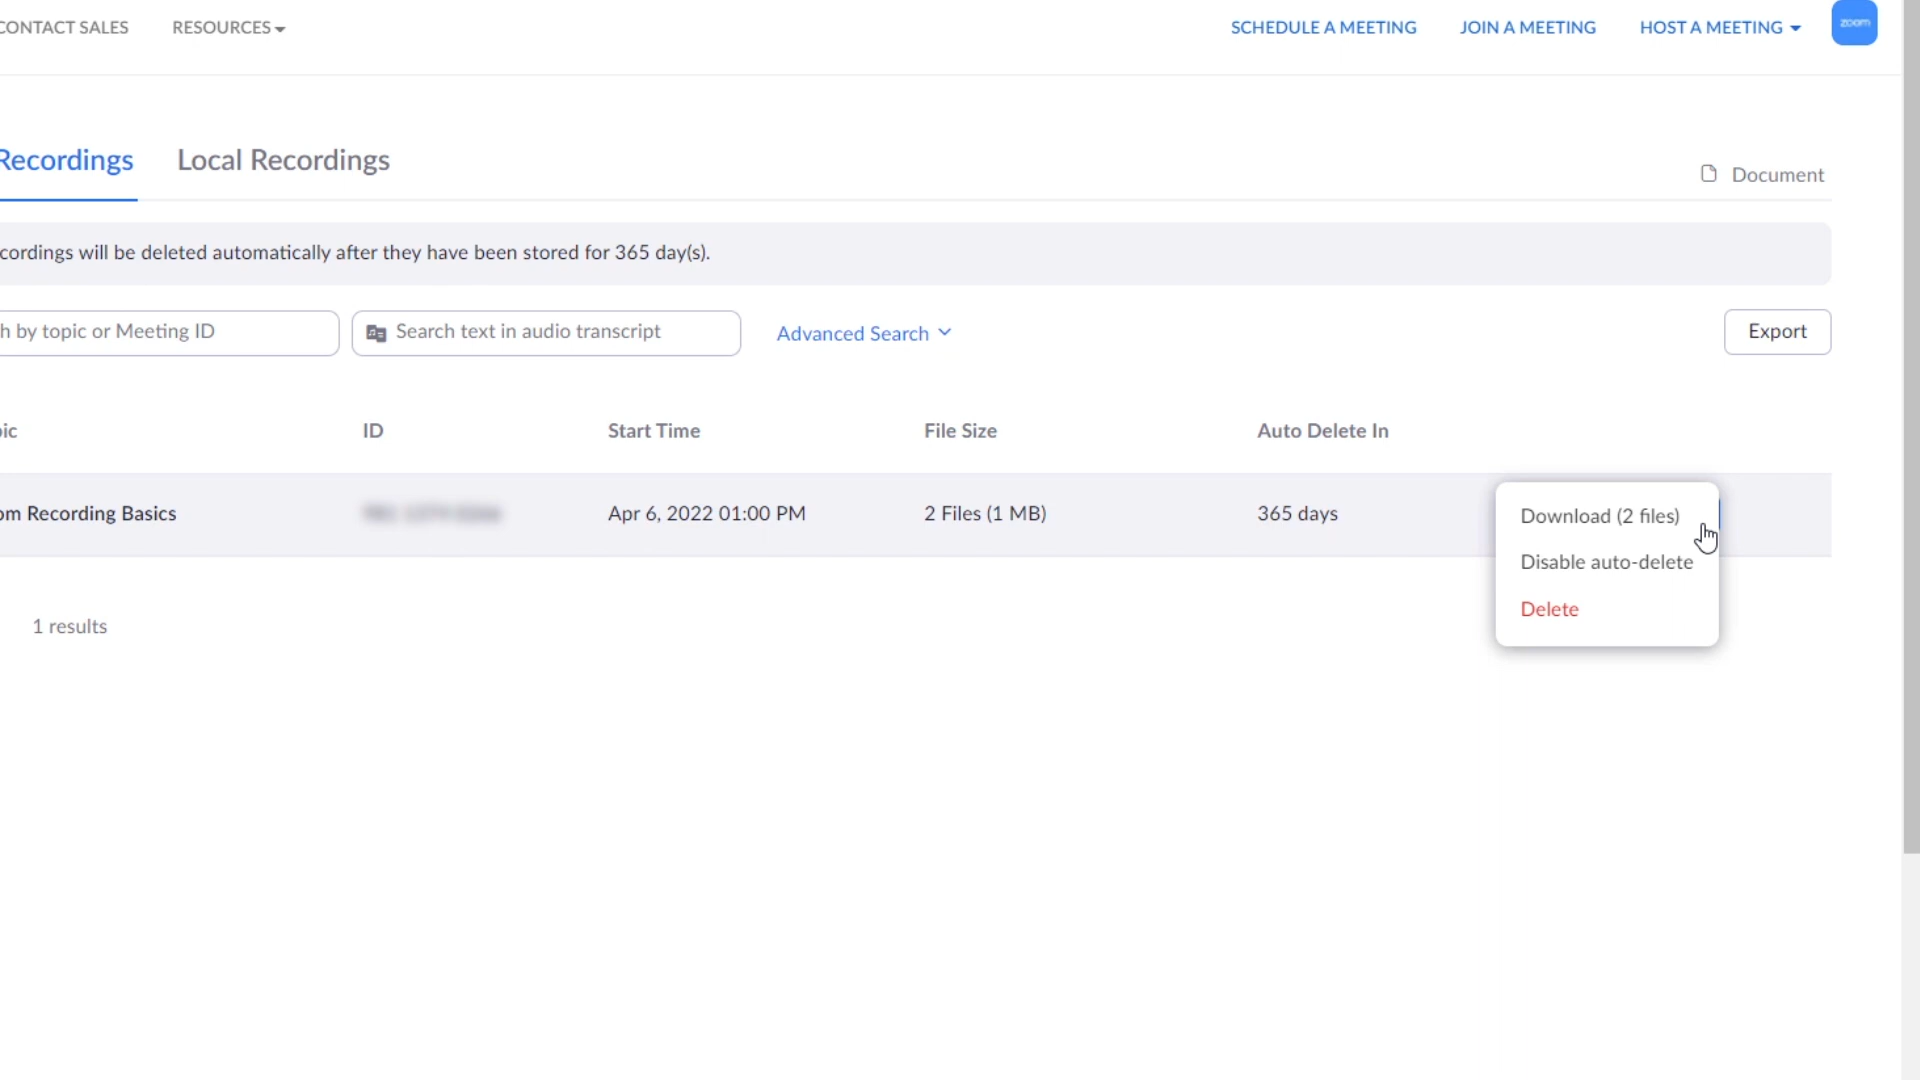 CONTACT SALES RESOURCES SCHEDULE A MEETING JOIN A MEETING HOST A MEETING zoom
Recordings Local Recordings
Document
cordings will be deleted automatically after they have been stored for 365 day(s).
h by topic or Meeting ID Search text in audio transcript Advanced Search Export
ic ID Start Time File Size Auto Delete In
om Recording Basics Apr 6, 2022 01:00 PM 2 Files (1 MB) 365 days
Download (2 files)
Disable auto-delete
Delete
1 results